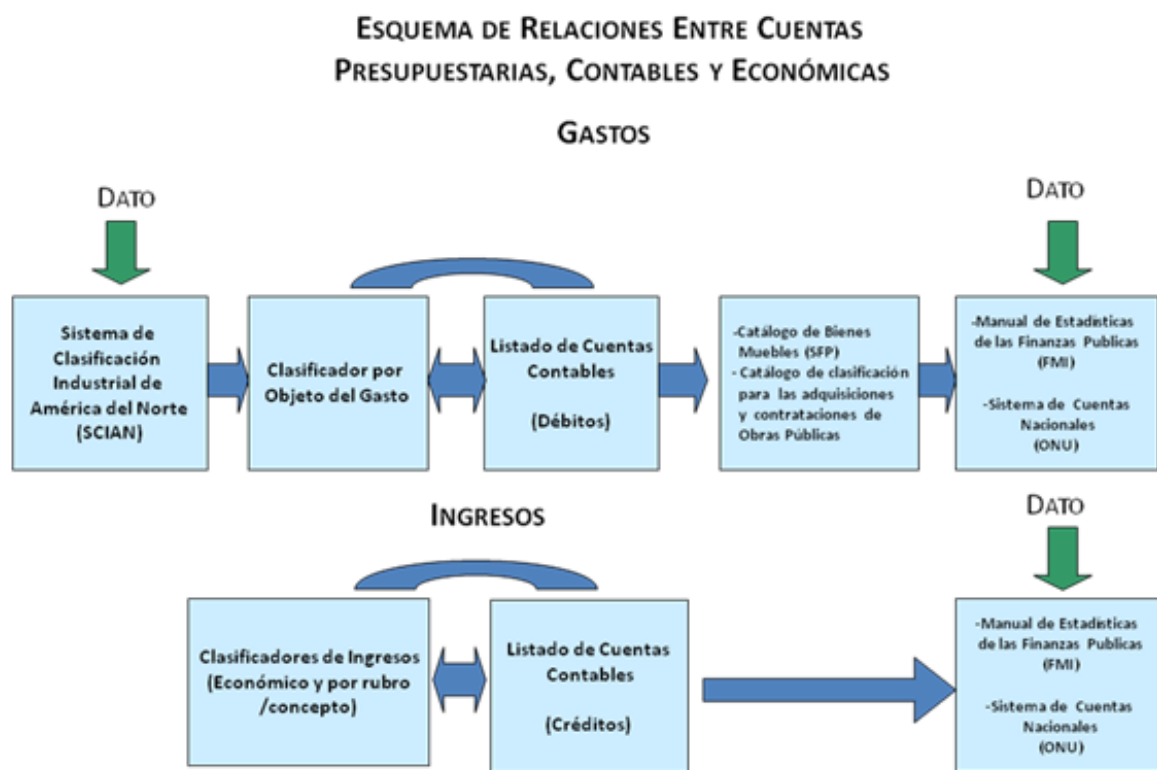 ESQUEMA DE RELACIONES ENTRE CUENTAS
PRESUPUESTARIAS, CONTABLES Y ECONÓMICAS
GASTOS
DATO
DATO
Sistema de
Clasificación
Industrial de
América del Norte
(SCIAN)
Clasificador por
Objeto del Gasto
Listado de Cuentas
Contables
(Débitos)
-Catálogo de Bienes
Muebles (SFP)
- Catálogo de clasificación
para las adquisiciones
y contrataciones de
Obras Públicas
-Manual de Estadísticas
de las Finanzas Publicas
(FMI)
-Sistema de Cuentas
Nacionales
(ONU)
INGRESOS
DATO
Clasificadores de Ingresos
(Económico y por rubro
/concepto)
Listado de Cuentas
Contables
(Créditos)
-Manual de Estadísticas
de las Finanzas Publicas
(FMI)
-Sistema de Cuentas
Nacionales
(ONU)